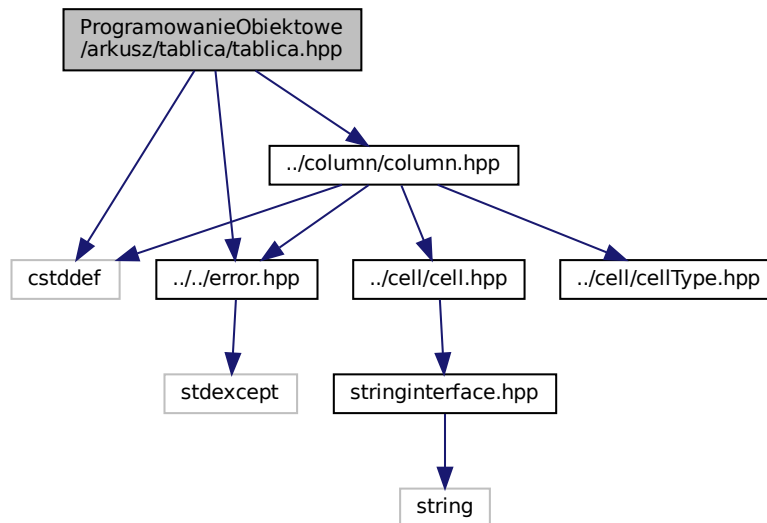 ProgramowanieObiektowe
/arkusz/tablica/tablica.hpp
../column/column.hpp
cstddef
../../error.hpp
../cell/cell.hpp
../cell/cellType.hpp
stdexcept
stringinterface.hpp
string